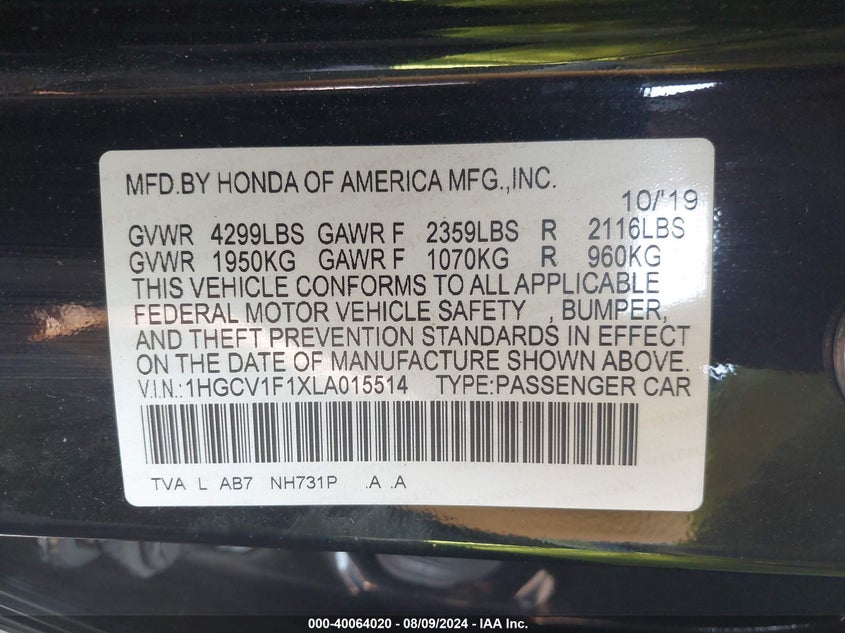 MFD.BY HONDA OF AMERICA MFG.,INC.
10/'19
GVWR 4299LBS GAWR F 2359LBS R 2116LBS
GVWR 1950KG GAWR F 1070KG R 960KG
THIS VEHICLE CONFORMS TO ALL APPLICABLE
FEDERAL MOTOR VEHICLE SAFETY , BUMPER,
AND THEFT PREVENTION STANDARDS IN EFFECT
ON THE DATE OF MANUFACTURE SHOWN ABOVE.
V.I.N.:1HGCV1F1XLA015514 TYPE:PASSENGER CAR
TVA L AB7 NH731P .A .A
000-40064020 - 08/09/2024 - IAA Inc.